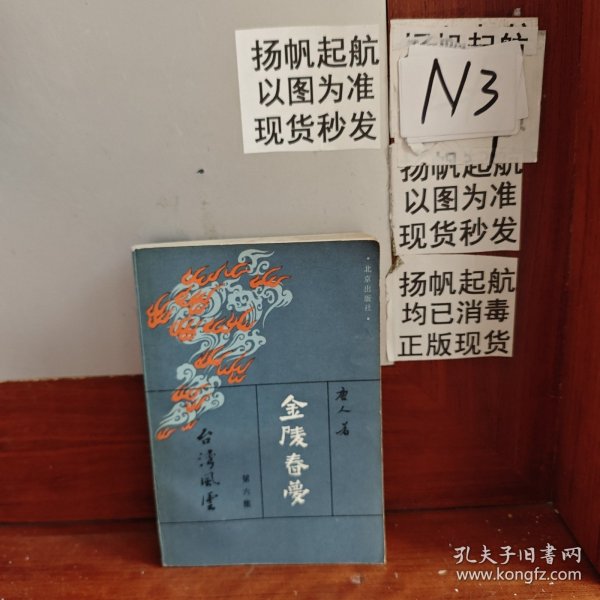 扬帆起航
以图为准
现货秒发
N3
扬帆起航
以图为准
现货秒发
扬帆起航
均已消毒
正版现货
·北京出版社·
唐人著
金陵春夢
第六集
台湾風雲
孔夫子旧书网
www.kongfz.com